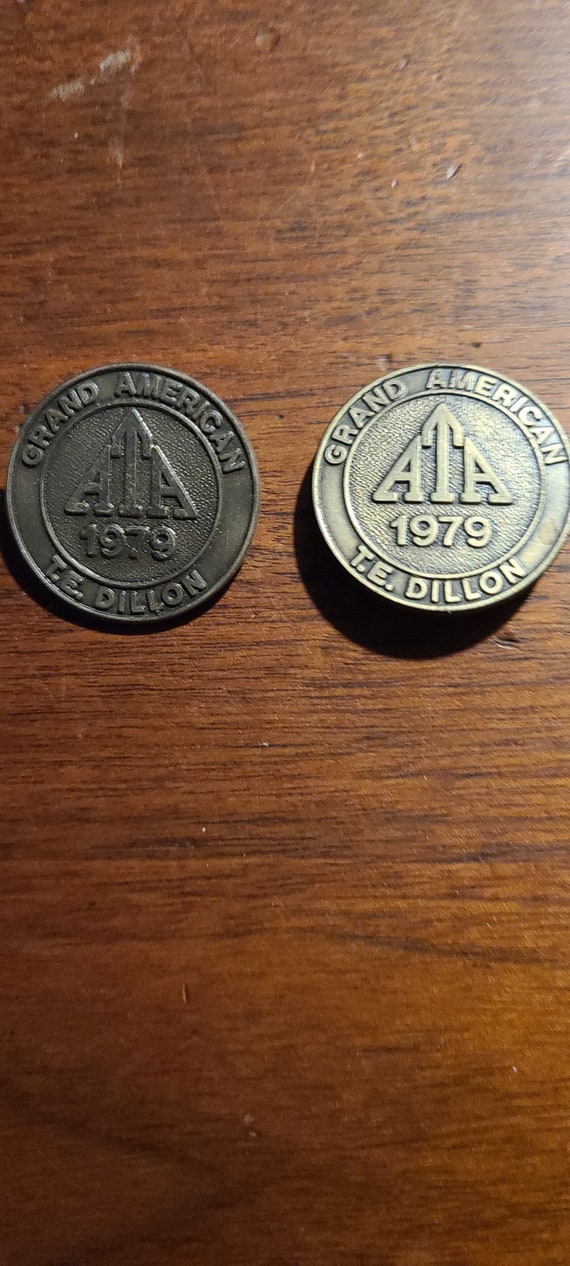 GRAND AMERICAN
ATA
1979
T.E. DILLON
GRAND AMERICAN
ATA
1979
T.E. DILLON